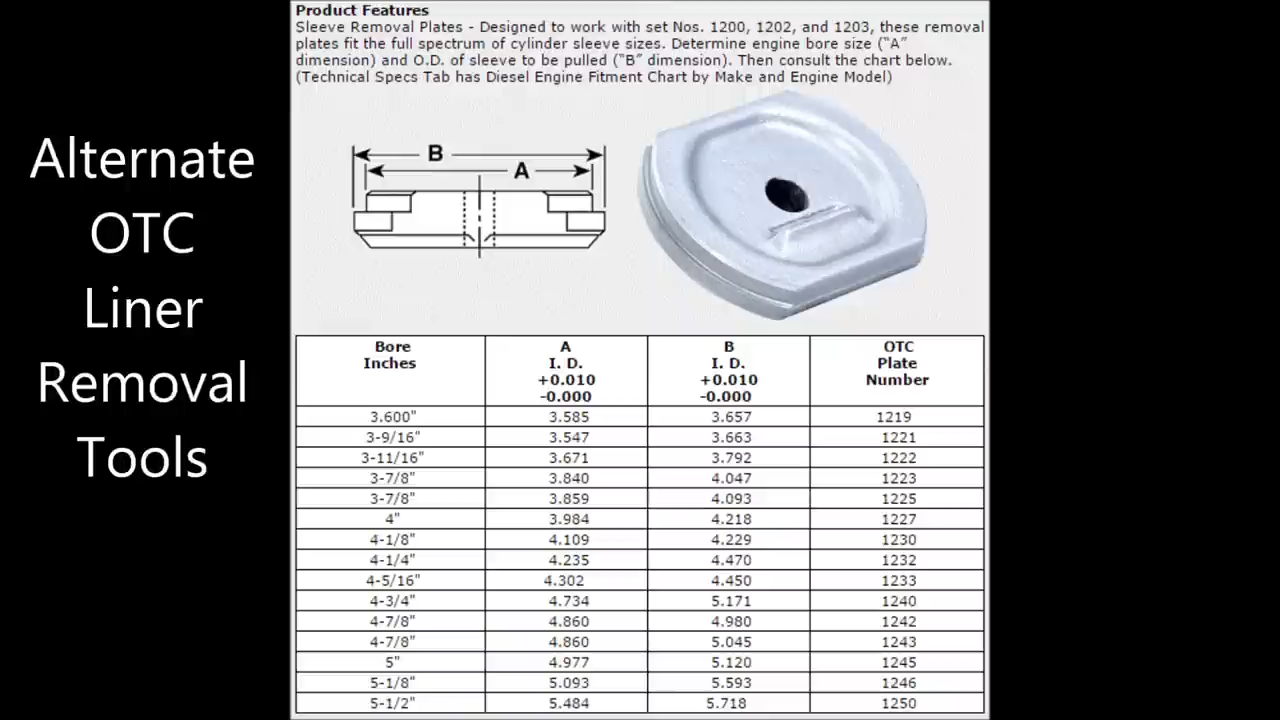 Alternate
OTC
Liner
Removal
Tools
Product Features
Sleeve Removal Plates - Designed to work with set Nos. 1200, 1202, and 1203, these removal
plates fit the full spectrum of cylinder sleeve sizes. Determine engine bore size ("A"
dimension) and O.D. of sleeve to be pulled ("B" dimension). Then consult the chart below.
(Technical Specs Tab has Diesel Engine Fitment Chart by Make and Engine Model)
B
A
Bore Inches A I. D. +0.010 -0.000 B I. D. +0.010 -0.000 OTC Plate Number
3.600" 3.585 3.657 1219
3-9/16" 3.547 3.663 1221
3-11/16" 3.671 3.792 1222
3-7/8" 3.840 4.047 1223
3-7/8" 3.859 4.093 1225
4" 3.984 4.218 1227
4-1/8" 4.109 4.229 1230
4-1/4" 4.235 4.470 1232
4-5/16" 4.302 4.450 1233
4-3/4" 4.734 5.171 1240
4-7/8" 4.860 4.980 1242
4-7/8" 4.860 5.045 1243
5" 4.977 5.120 1245
5-1/8" 5.093 5.593 1246
5-1/2" 5.484 5.718 1250